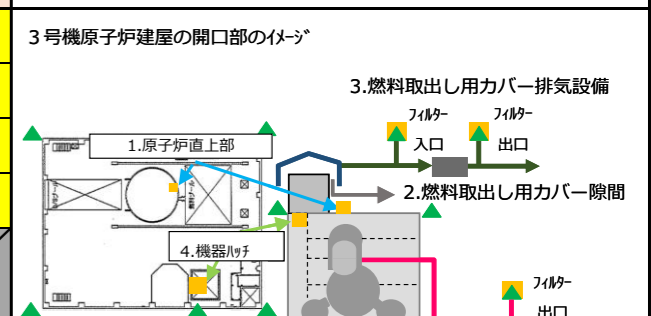 ３号機原子炉建屋の開口部のｲﾒｰｼﾞ
3.燃料取出し用カバー排気設備
ﾌｨﾙﾀｰ
ﾌｨﾙﾀｰ
入口
出口
1.原子炉直上部
2.燃料取出し用カバー隙間
4.機器ﾊｯﾁ
ﾌｨﾙﾀｰ
出口